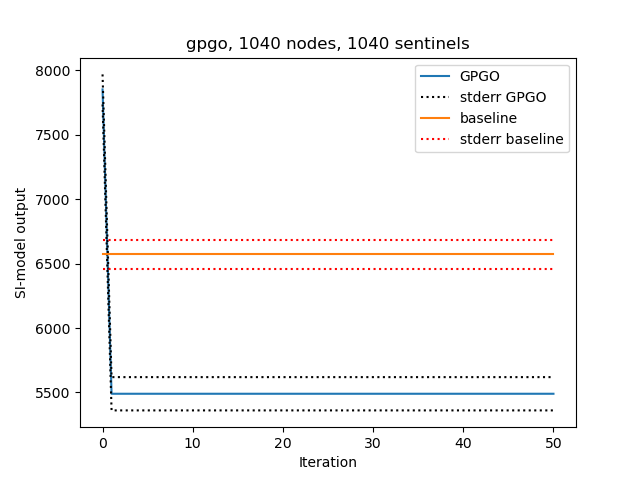 gpgo, 1040 nodes, 1040 sentinels
8000
7500
7000
6500
6000
5500
SI-model output
GPGO
stderr GPGO
baseline
stderr baseline
0 10 20 30 40 50
Iteration